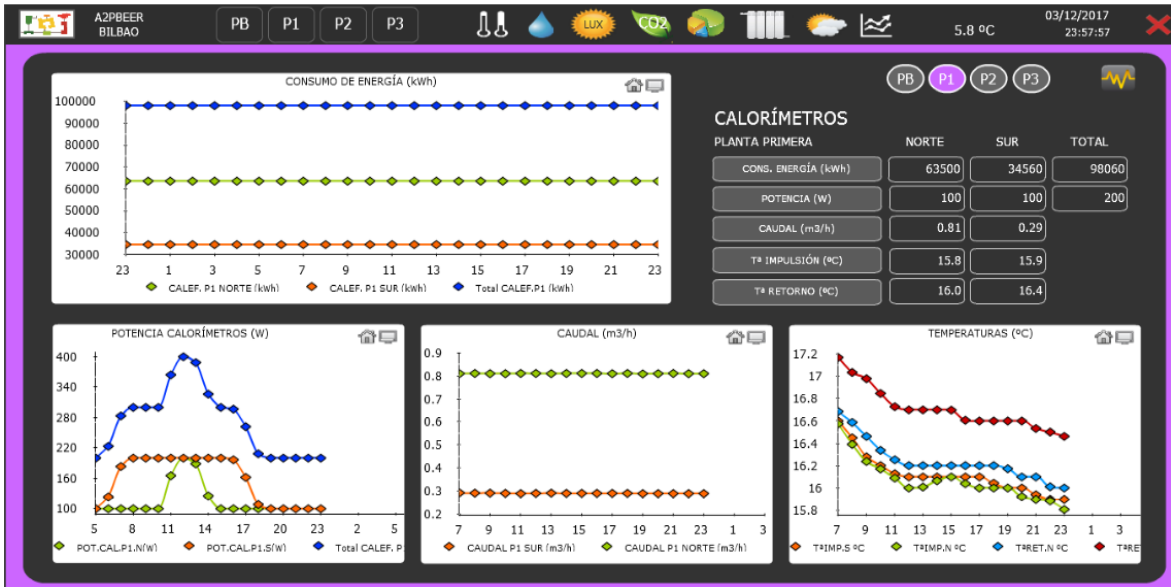 A2PBEER
BILBAO
PB P1 P2 P3
LUX
CO2
5.8 ºC
03/12/2017
23:57:57
CONSUMO DE ENERGÍA (kWh)
100000
90000
80000
70000
60000
50000
40000
30000
23 1 3 5 7 9 11 13 15 17 19 21 23
CALEF. P1 NORTE (kWh) CALEF. P1 SUR (kWh) Total CALEF.P1 (kWh)
PB P1 P2 P3
CALORÍMETROS
PLANTA PRIMERA NORTE SUR TOTAL
CONS. ENERGÍA (kWh) 63500 34560 98060
POTENCIA (W) 100 100 200
CAUDAL (m3/h) 0.81 0.29
Tª IMPULSIÓN (ºC) 15.8 15.9
Tª RETORNO (ºC) 16.0 16.4
POTENCIA CALORÍMETROS (W)
400
340
280
220
160
100
5 8 11 14 17 20 23 2 5
POT.CAL.P1.N(W) POT.CAL.P1.S(W) Total CALEF. P.
CAUDAL (m3/h)
0.9
0.8
0.7
0.6
0.5
0.4
0.3
0.2
7 9 11 13 15 17 19 21 23 1 3
CAUDAL P1 SUR (m3/h) CAUDAL P1 NORTE (m3/h)
TEMPERATURAS (ºC)
17.2
17
16.8
16.6
16.4
16.2
16
15.8
7 9 11 13 15 17 19 21 23 1 3
TªIMP.S ºC TªIMP.N ºC TªRET.N ºC TªRET